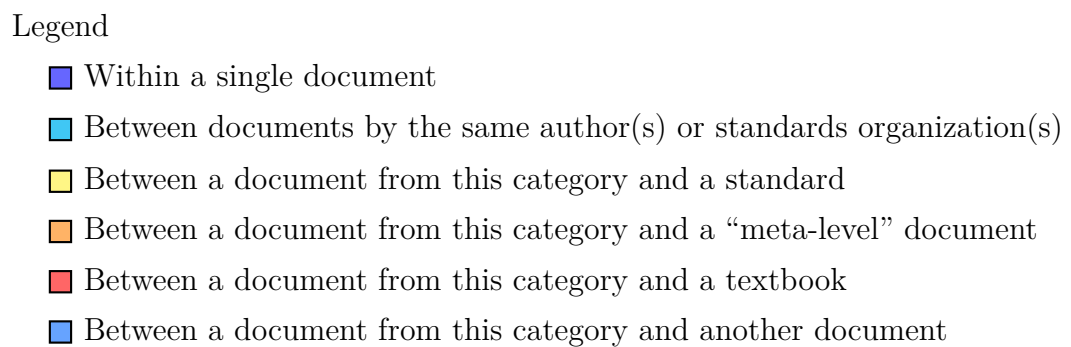 Legend
Within a single document
Between documents by the same author(s) or standards organization(s)
Between a document from this category and a standard
Between a document from this category and a “meta-level” document
Between a document from this category and a textbook
Between a document from this category and another document